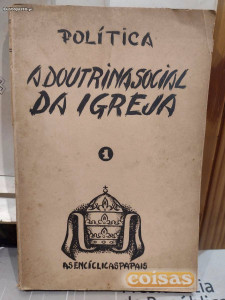 POLÍTICA
A DOUTRINA SOCIAL
DA IGREJA
1
AS ENCÍCLICAS PAPAIS
coisas